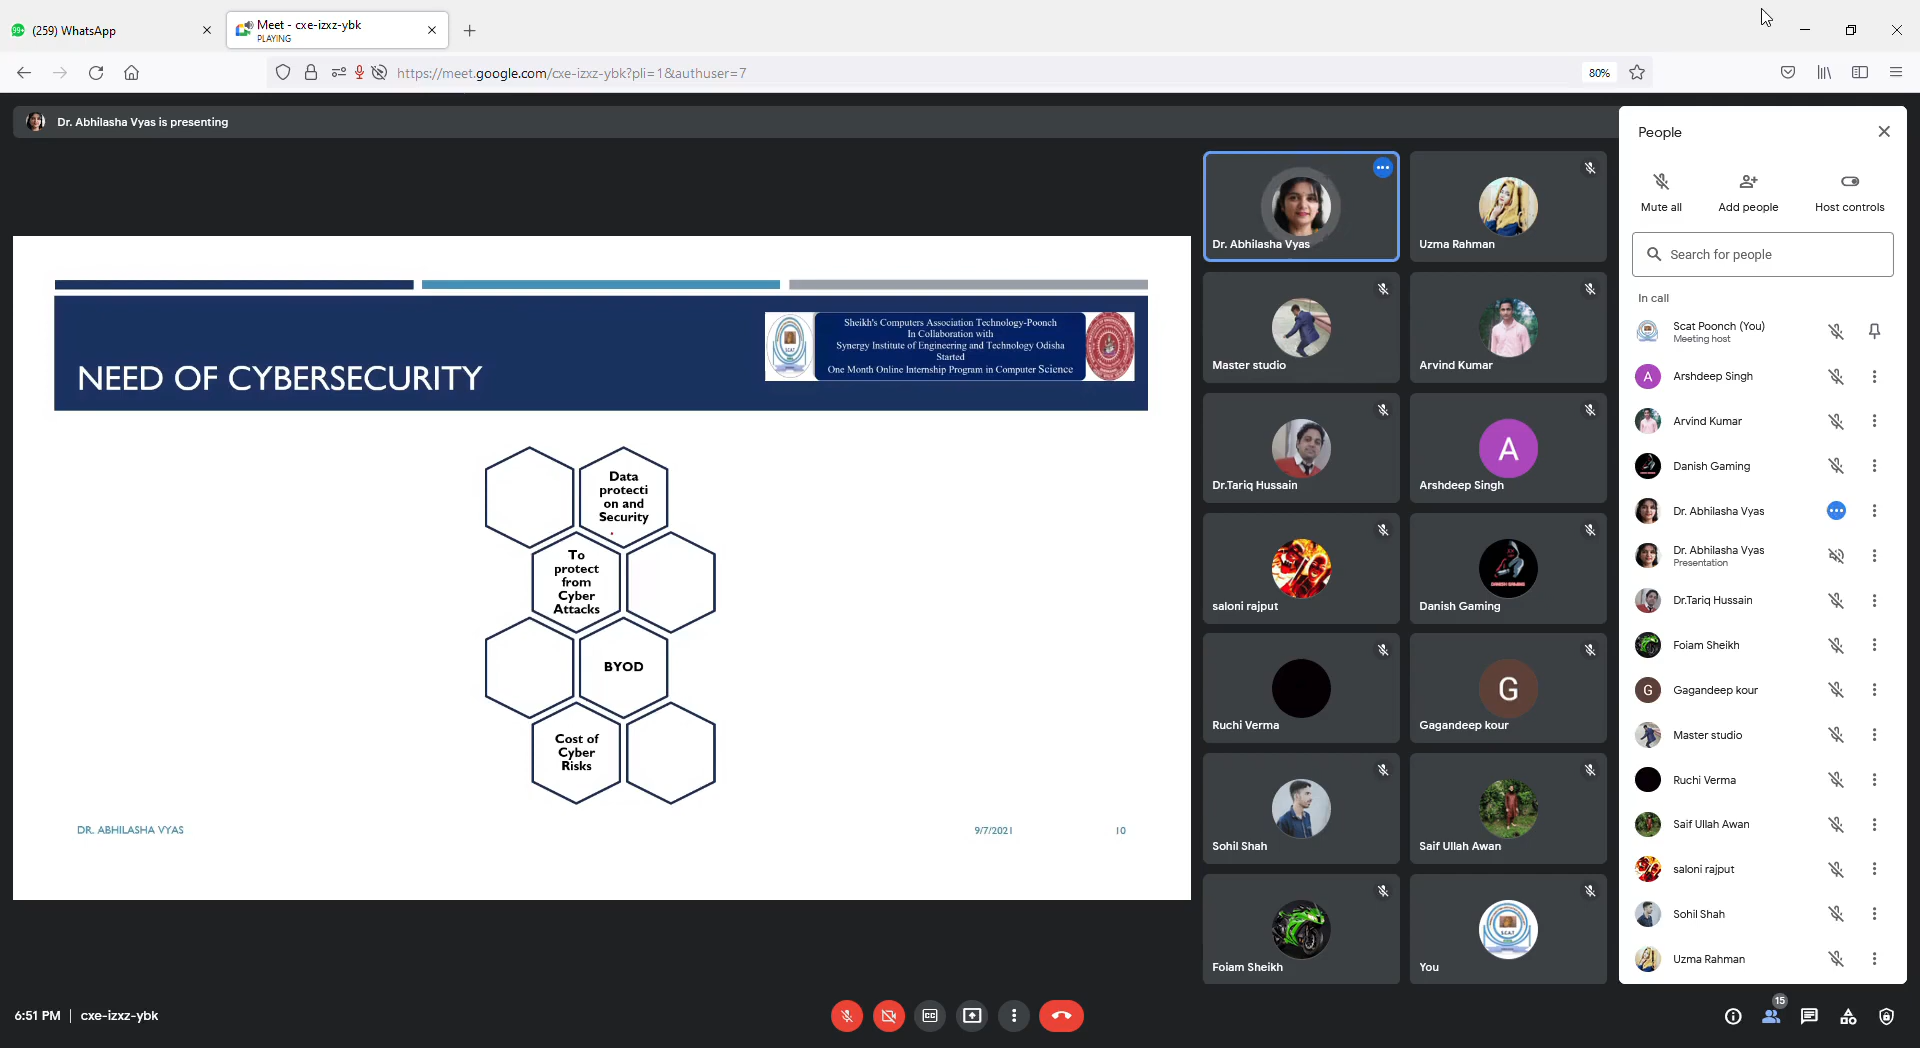 (259) WhatsApp
Meet - cxe-izxz-ybk
PLAYING
https://meet.google.com/cxe-izxz-ybk?pli=1&authuser=7
80%
Dr. Abhilasha Vyas is presenting
Sheikh's Computers Association Technology-Poonch
In Collaboration with
Synergy Institute of Engineering and Technology Odisha
Started
One Month Online Internship Program in Computer Science
NEED OF CYBERSECURITY
Data
protecti
on and
Security
.
To
protect
from
Cyber
Attacks
BYOD
Cost of
Cyber
Risks
DR. ABHILASHA VYAS
9/7/2021
10
Dr. Abhilasha Vyas
Uzma Rahman
Master studio
Arvind Kumar
Dr.Tariq Hussain
A
Arshdeep Singh
saloni rajput
Danish Gaming
Ruchi Verma
G
Gagandeep kour
Sohil Shah
Saif Ullah Awan
Foiam Sheikh
You
People
Mute all
Add people
Host controls
Search for people
In call
Scat Poonch (You)
Meeting host
A
Arshdeep Singh
Arvind Kumar
Danish Gaming
Dr. Abhilasha Vyas
Dr. Abhilasha Vyas
Presentation
Dr.Tariq Hussain
Foiam Sheikh
G
Gagandeep kour
Master studio
Ruchi Verma
Saif Ullah Awan
saloni rajput
Sohil Shah
Uzma Rahman
6:51 PM | cxe-izxz-ybk
15